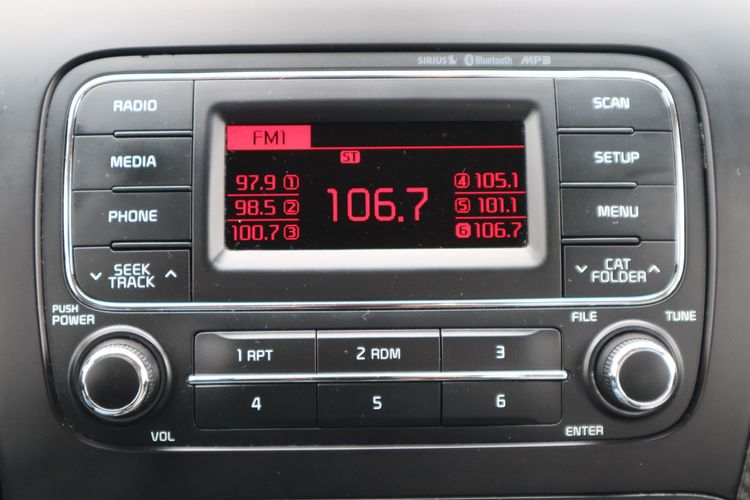 SIRIUS Bluetooth MP3
RADIO
MEDIA
PHONE
SEEK
TRACK
FM1
ST
97.9 1
98.5 2
100.7 3
106.7
4 105.1
5 101.1
6 106.7
SCAN
SETUP
MENU
CAT
FOLDER
PUSH
POWER
VOL
1 RPT
2 RDM
3
4
5
6
FILE
TUNE
ENTER